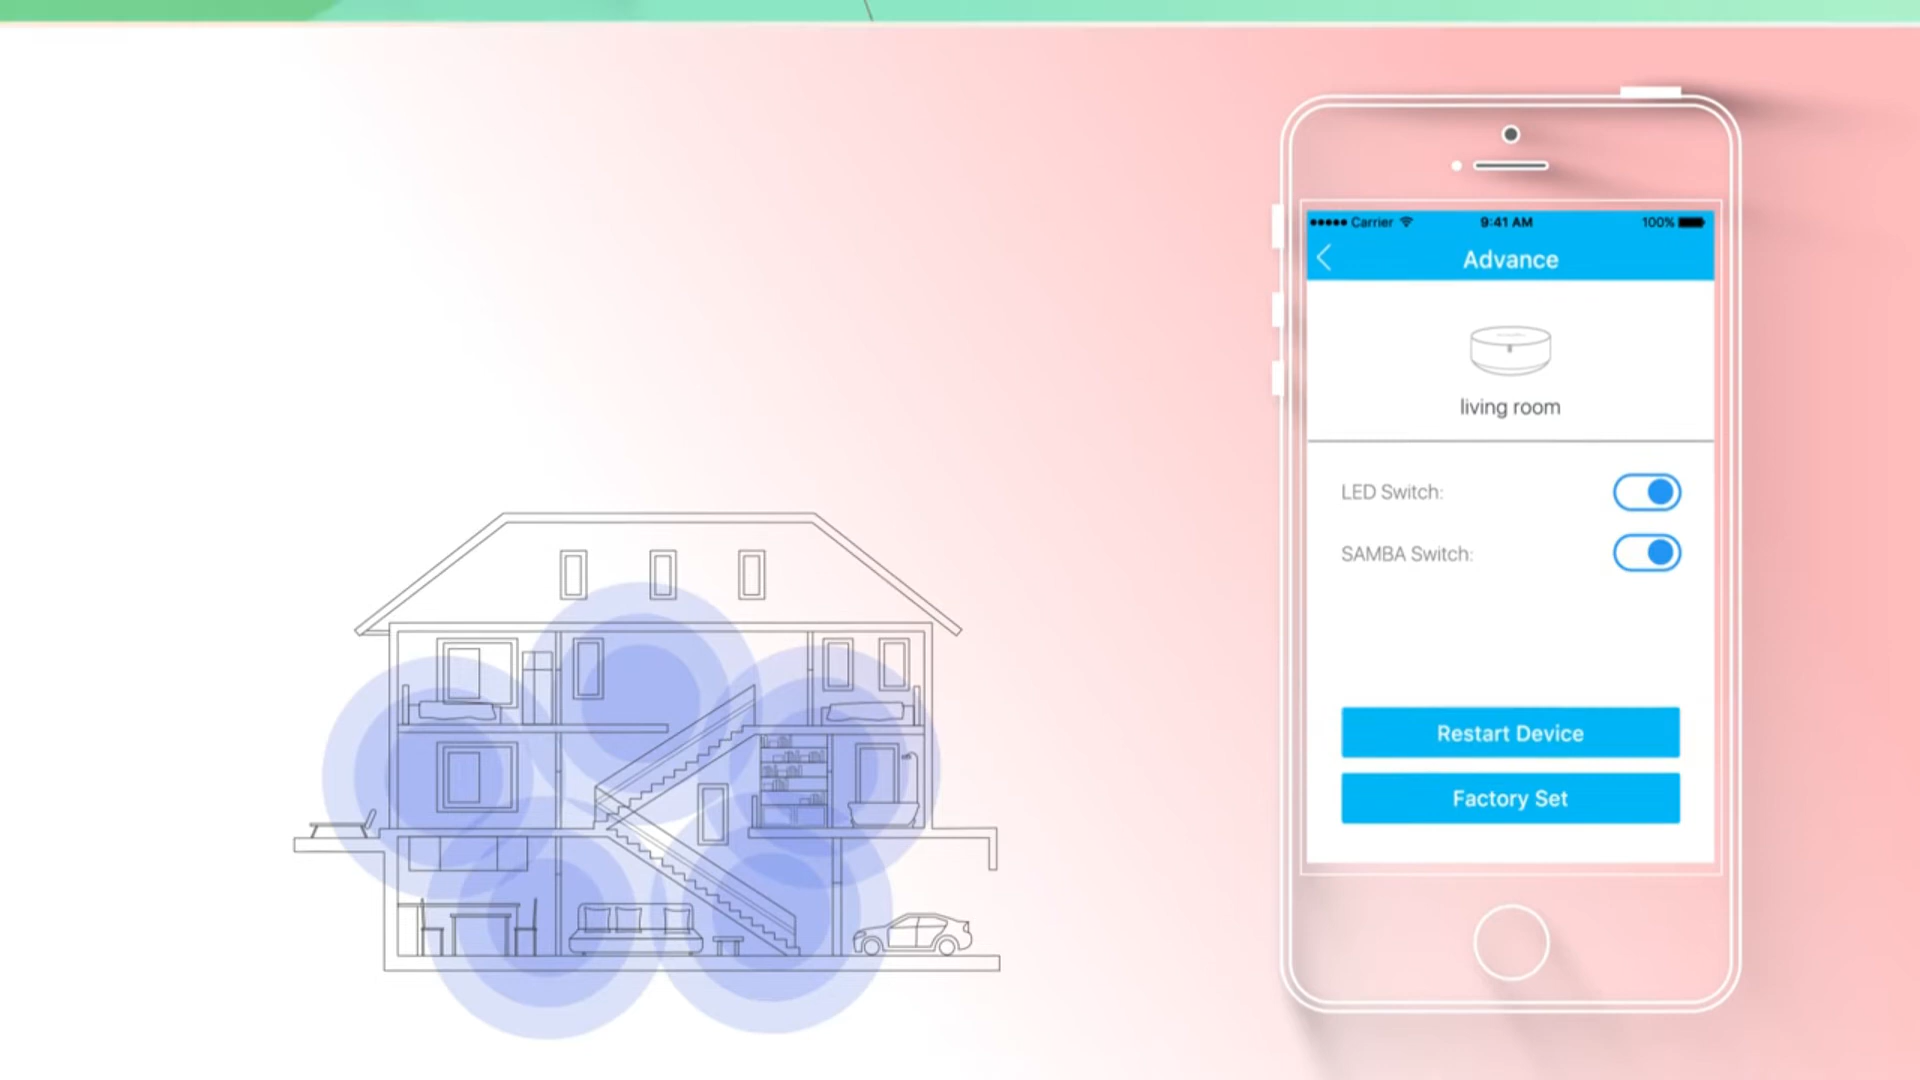 Carrier
9:41 AM
100%
Advance
living room
LED Switch:
SAMBA Switch:
Restart Device
Factory Set